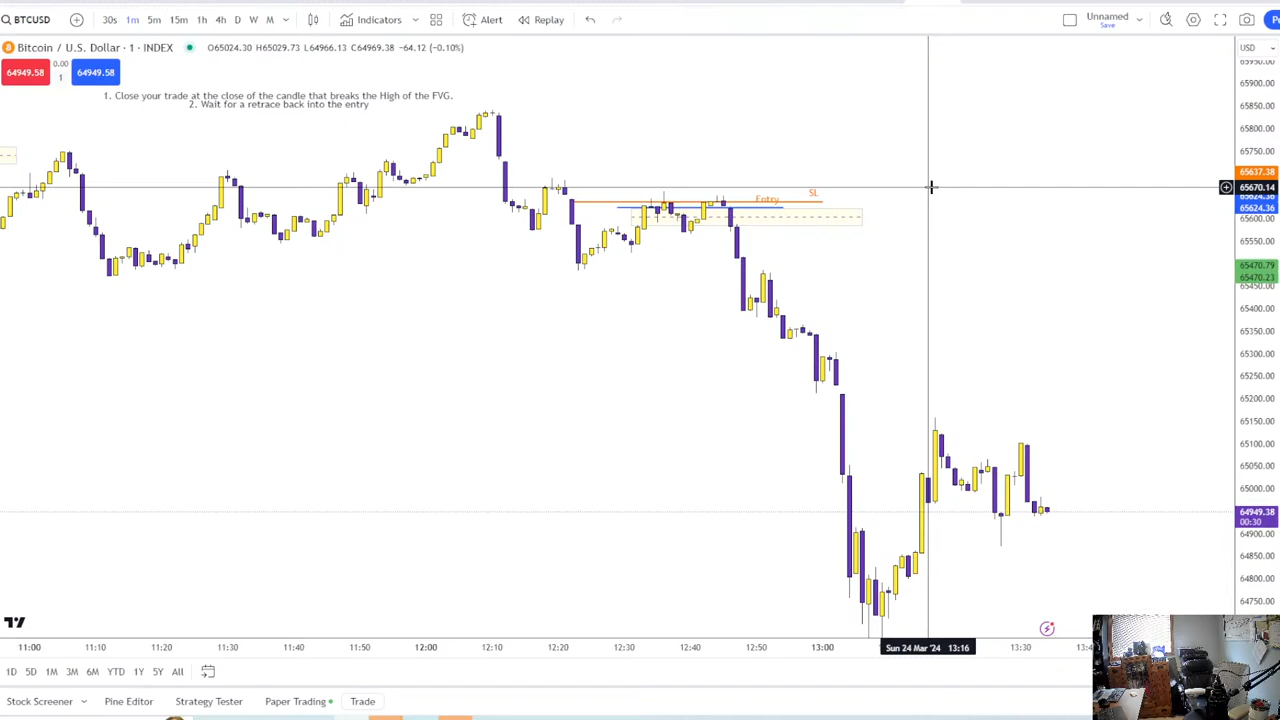 BTCUSD 30s 1m 5m 15m 1h 4h D W M Indicators Alert Replay Unnamed Save
Bitcoin / U.S. Dollar · 1 · INDEX O65024.30 H65029.73 L64966.13 C64969.38 −64.12 (−0.10%) USD
64949.58 0.00 1 64949.58
1. Close your trade at the close of the candle that breaks the High of the FVG.
2. Wait for a retrace back into the entry
65950.00
65900.00
65850.00
65800.00
65750.00
65637.38
65670.14
65624.36
65624.36
65600.00
65550.00
65470.79
65470.23
65450.00
65400.00
65350.00
65300.00
65250.00
65200.00
65150.00
65100.00
65050.00
65000.00
64949.38
00:30
64900.00
64850.00
64800.00
64750.00
SL
Entry
11:00 11:10 11:20 11:30 11:40 11:50 12:00 12:10 12:20 12:30 12:40 12:50 13:00 Sun 24 Mar '24 13:16 13:30
1D 5D 1M 3M 6M YTD 1Y 5Y All
Stock Screener Pine Editor Strategy Tester Paper Trading Trade